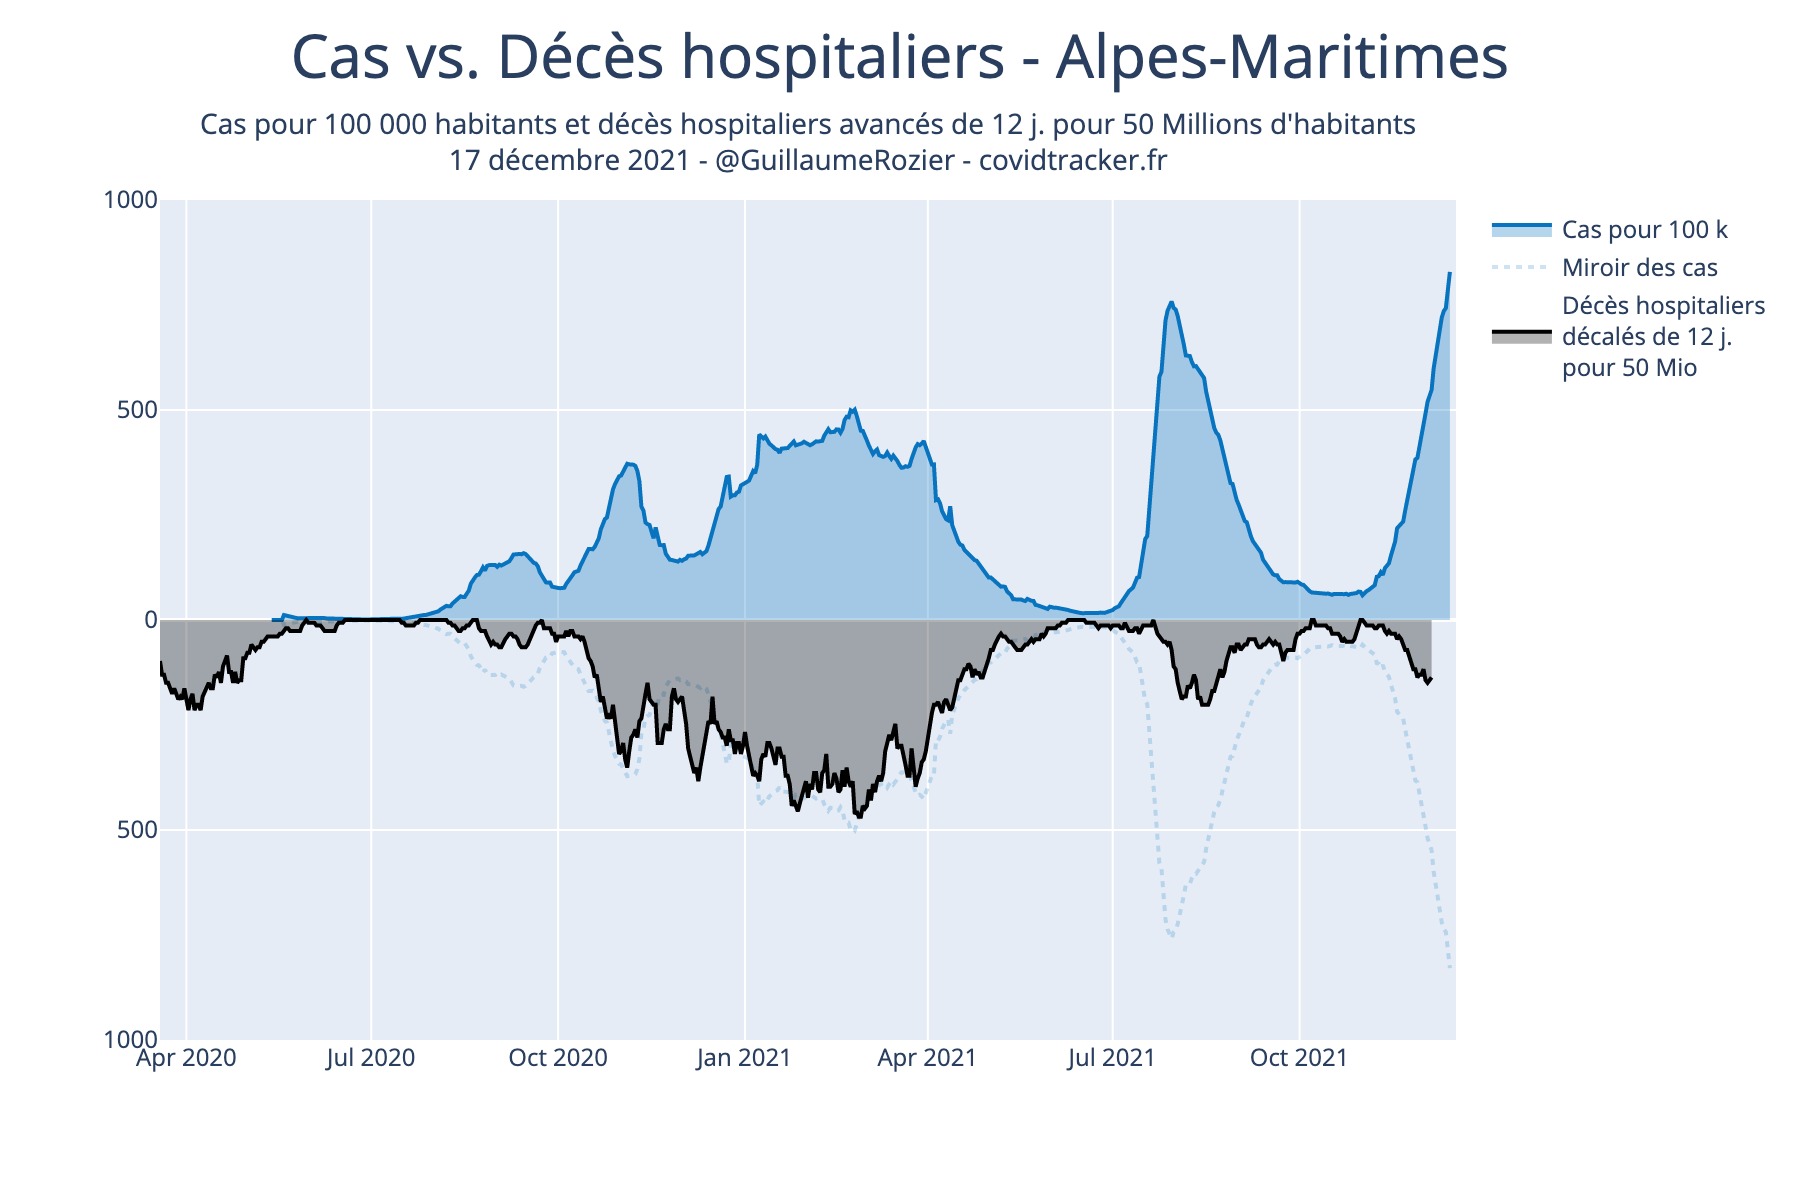 Cas vs. Décès hospitaliers - Alpes-Maritimes
Cas pour 100 000 habitants et décès hospitaliers avancés de 12 j. pour 50 Millions d'habitants
17 décembre 2021 - @GuillaumeRozier - covidtracker.fr
1000
500
0
500
1000
Apr 2020
Jul 2020
Oct 2020
Jan 2021
Apr 2021
Jul 2021
Oct 2021
Cas pour 100 k
Miroir des cas
Décès hospitaliers
décalés de 12 j.
pour 50 Mio